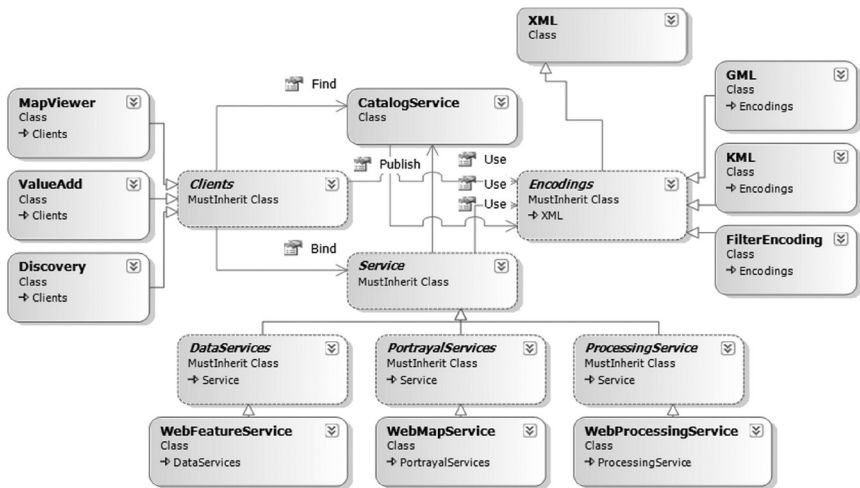 XML
Class
MapViewer
Class
Clients
Find
CatalogService
Class
GML
Class
Encodings
ValueAdd
Class
Clients
Clients
MustInherit Class
Publish
Use
Use
Use
Encodings
MustInherit Class
XML
KML
Class
Encodings
Discovery
Class
Clients
Bind
Service
MustInherit Class
FilterEncoding
Class
Encodings
DataServices
MustInherit Class
Service
PortrayalServices
MustInherit Class
Service
ProcessingService
MustInherit Class
Service
WebFeatureService
Class
DataServices
WebMapService
Class
PortrayalServices
WebProcessingService
Class
ProcessingService